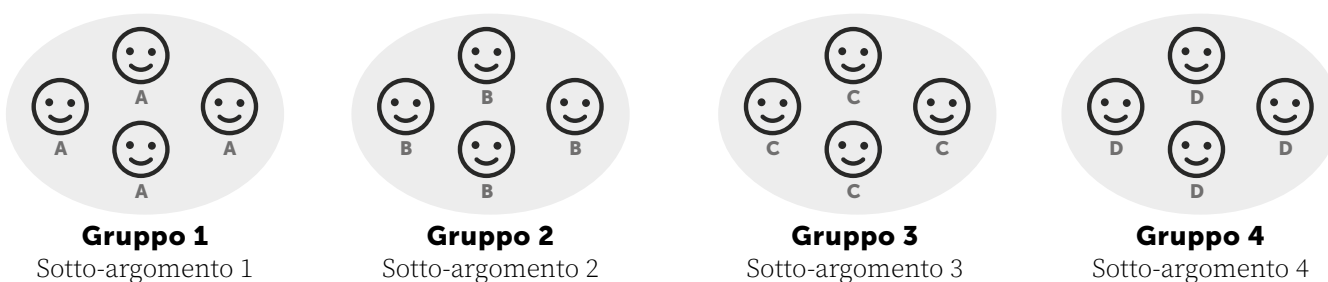 A
A
A
A
B
B
B
B
C
C
C
C
D
D
D
D
Gruppo 1
Sotto-argomento 1
Gruppo 2
Sotto-argomento 2
Gruppo 3
Sotto-argomento 3
Gruppo 4
Sotto-argomento 4